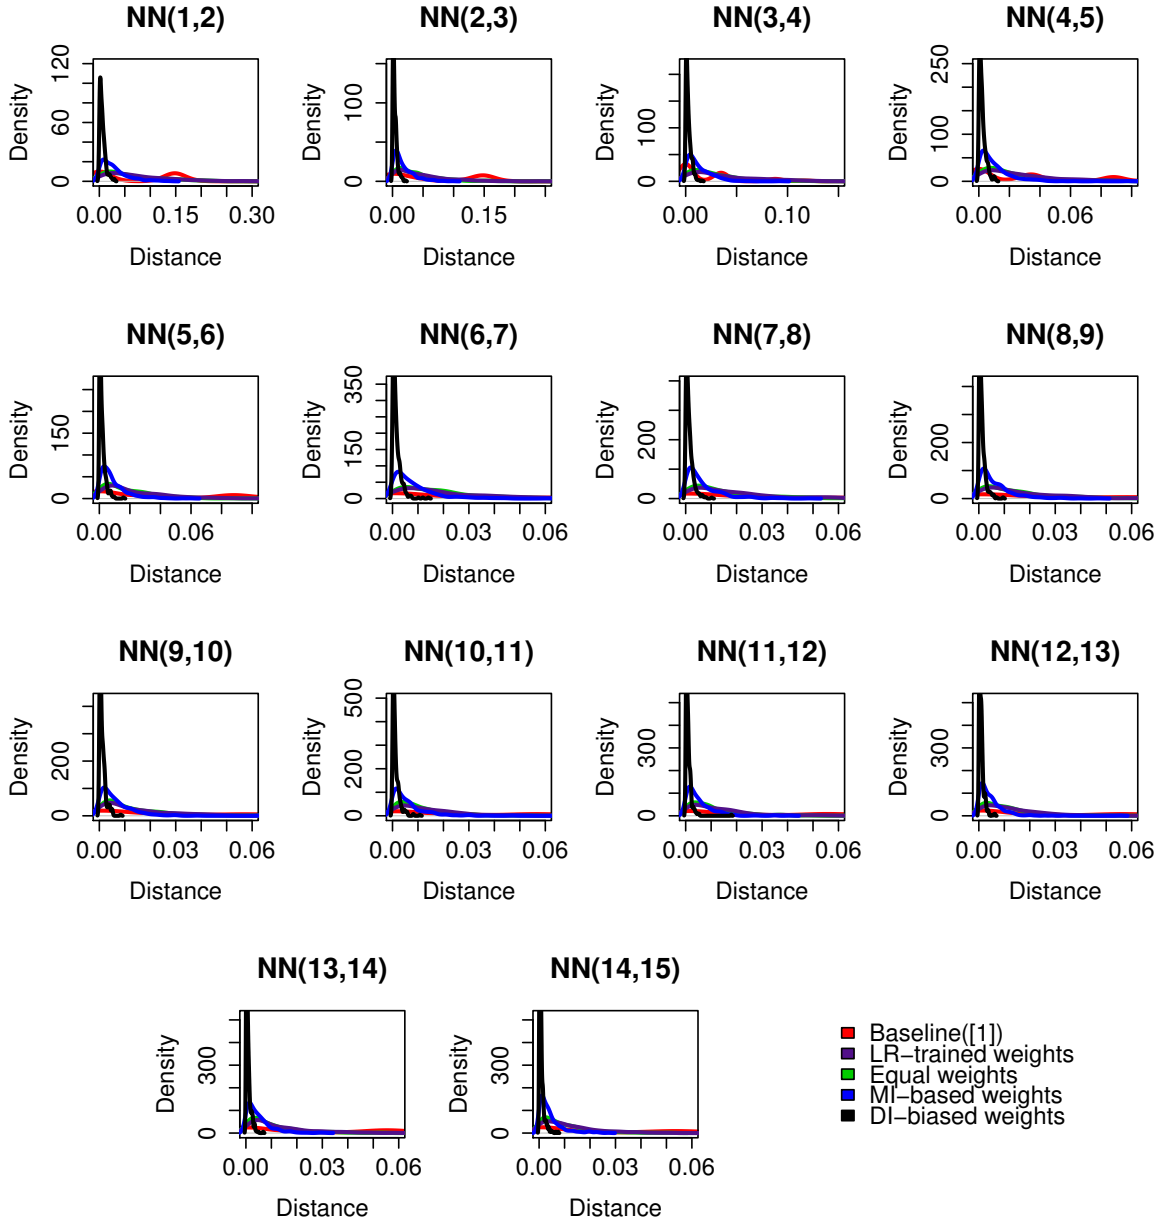 NN(1,2) NN(2,3) NN(3,4) NN(4,5)
Density 0 60 120 Density 0 100 Density 0 100 Density 0 100 250
0.00 0.15 0.30 0.00 0.15 0.00 0.10 0.00 0.06
Distance Distance Distance Distance
NN(5,6) NN(6,7) NN(7,8) NN(8,9)
Density 0 150 Density 0 50 150 350 Density 0 200 Density 0 200
0.00 0.06 0.00 0.03 0.06 0.00 0.03 0.06 0.00 0.03 0.06
Distance Distance Distance Distance
NN(9,10) NN(10,11) NN(11,12) NN(12,13)
Density 0 200 Density 0 200 500 Density 0 300 Density 0 300
0.00 0.03 0.06 0.00 0.03 0.06 0.00 0.03 0.06 0.00 0.03 0.06
Distance Distance Distance Distance
NN(13,14) NN(14,15)
Density 0 300 Density 0 300
0.00 0.03 0.06 0.00 0.03 0.06
Distance Distance
Baseline([1])
LR−trained weights
Equal weights
MI−based weights
DI−biased weights